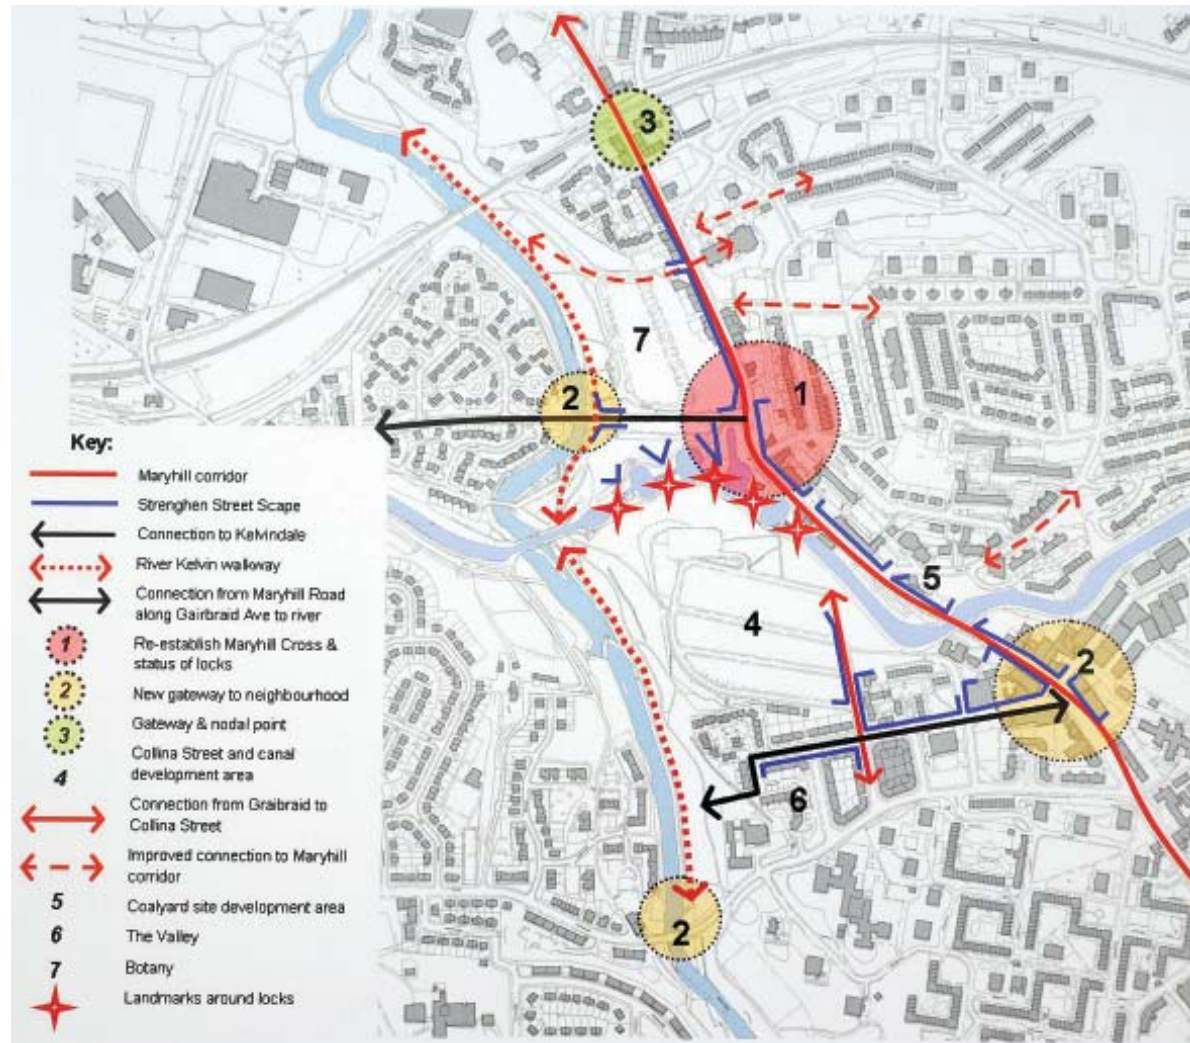 3
7
2
1
5
4
2
6
2
Key:
Maryhill corridor
Strenghen Street Scape
Connection to Kelvindale
River Kelvin walkway
Connection from Maryhill Road
along Gairbraid Ave to river
1
Re-establish Maryhill Cross &
status of locks
2
New gateway to neighbourhood
3
Gateway & nodal point
4
Collina Street and canal
development area
Connection from Graibraid to
Collina Street
Improved connection to Maryhill
corridor
5
Coalyard site development area
6
The Valley
7
Botany
Landmarks around locks